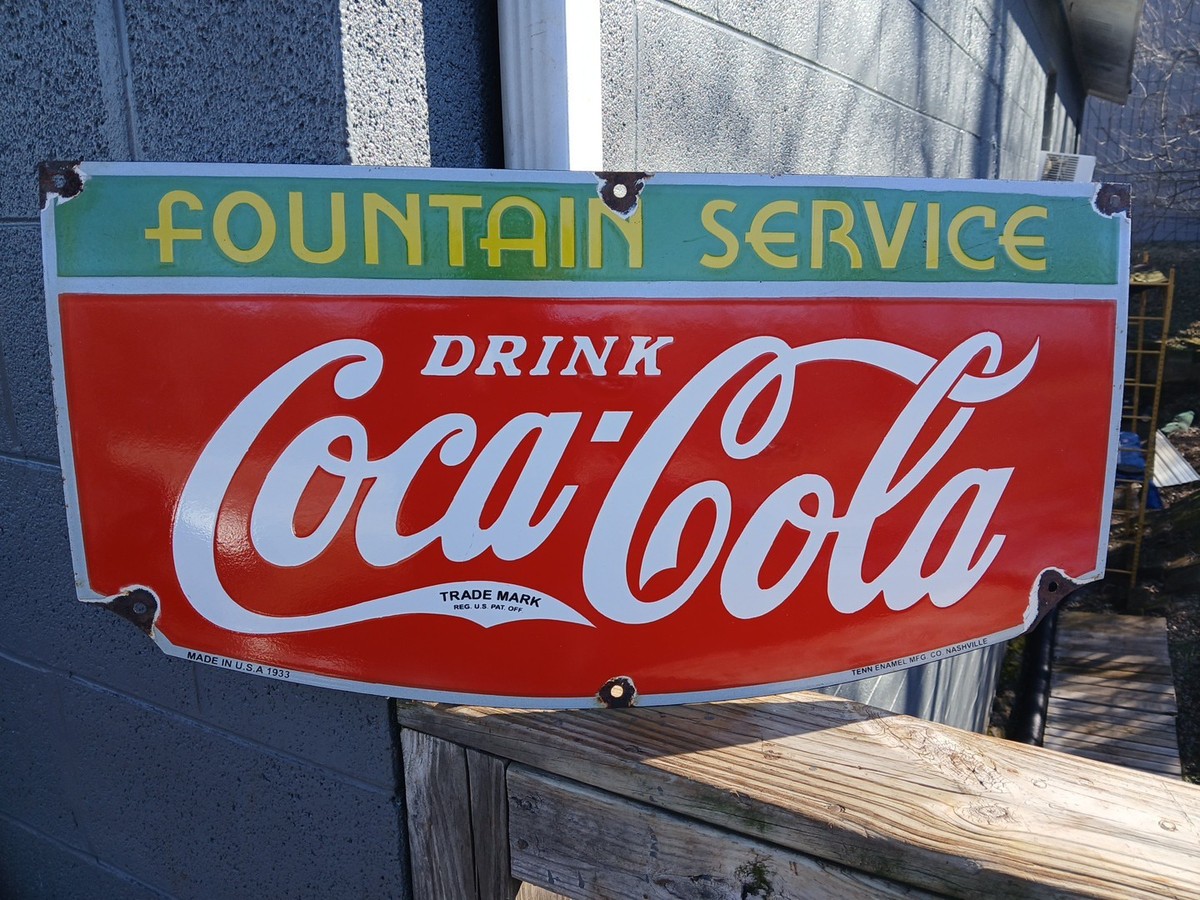 FOUNTAIN SERVICE
DRINK
Coca-Cola
TRADE MARK
REG. U.S. PAT. OFF
MADE IN U.S.A 1933
TENN ENAMEL MFG. CO. NASHVILLE